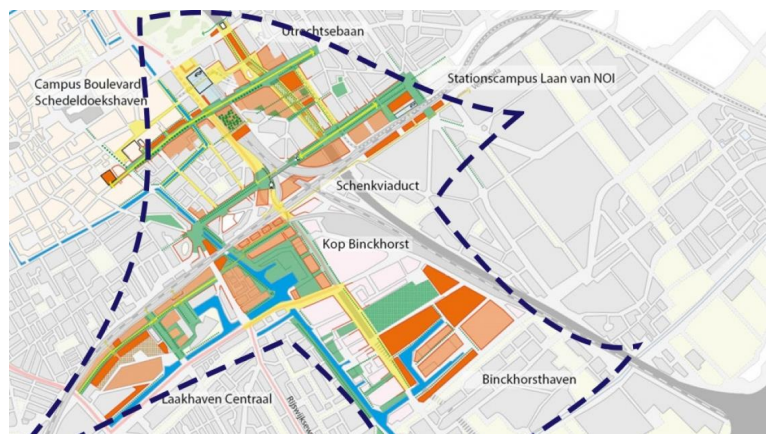 Utrechtsebaan
Campus Boulevard
Schedeldoekshaven
Stationscampus Laan van NOI
Schenkviaduct
Kop Binckhorst
Binckhorsthaven
Laakhaven Centraal